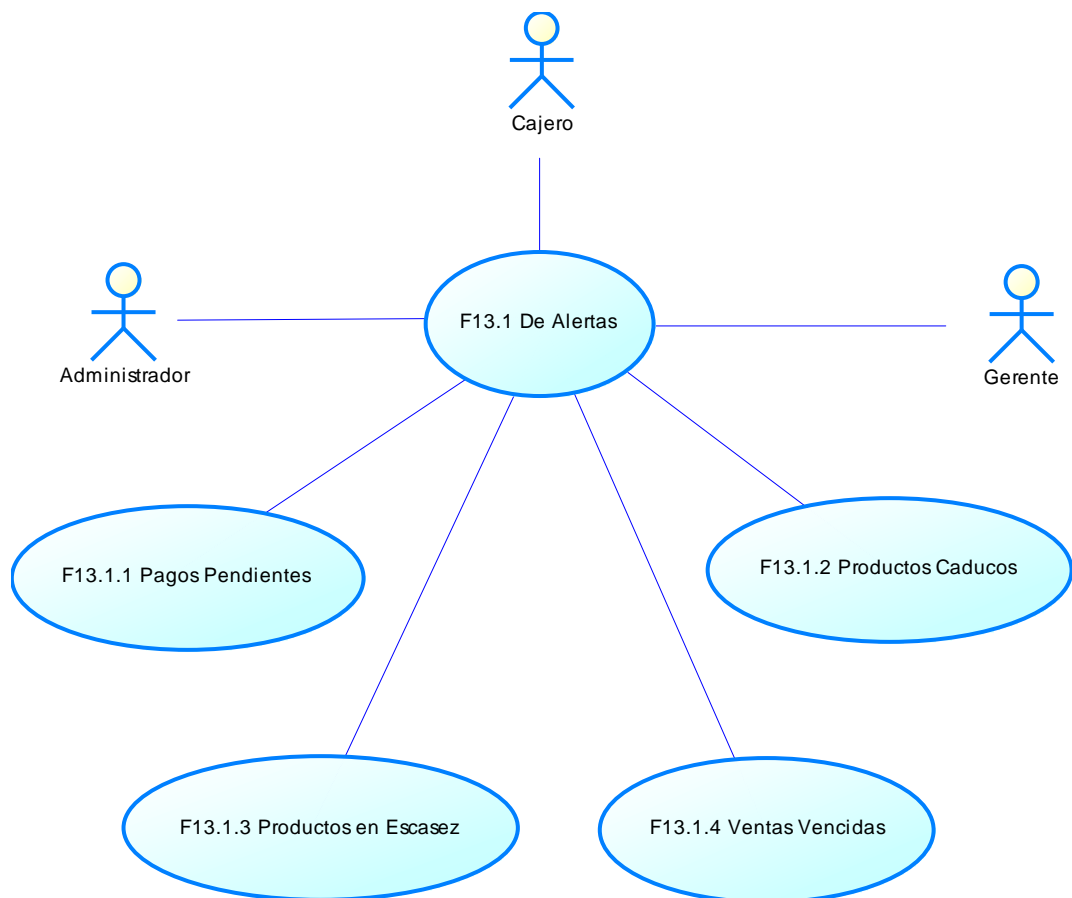 Cajero
F13.1 De Alertas
Administrador
Gerente
F13.1.1 Pagos Pendientes
F13.1.2 Productos Caducos
F13.1.3 Productos en Escasez
F13.1.4 Ventas Vencidas